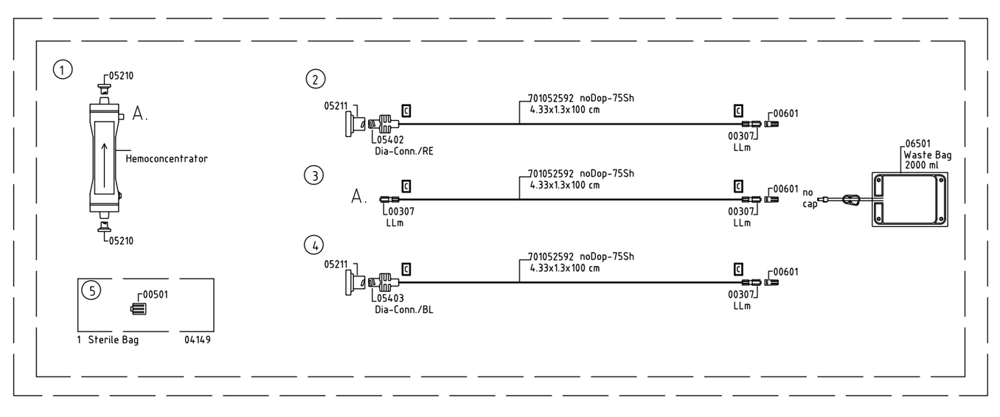 1
05210
A.
Hemoconcentrator
05210
2
05211
C
701052592 noDop-75Sh
4.33x1.3x100 cm
C
00601
05402
Dia-Conn./RE
00307
LLm
3
A.
C
701052592 noDop-75Sh
4.33x1.3x100 cm
C
00601
00307
LLm
00307
LLm
no
cap
06501
Waste Bag
2000 ml
4
05211
C
701052592 noDop-75Sh
4.33x1.3x100 cm
C
00601
05403
Dia-Conn./BL
00307
LLm
5
00501
1 Sterile Bag 04149